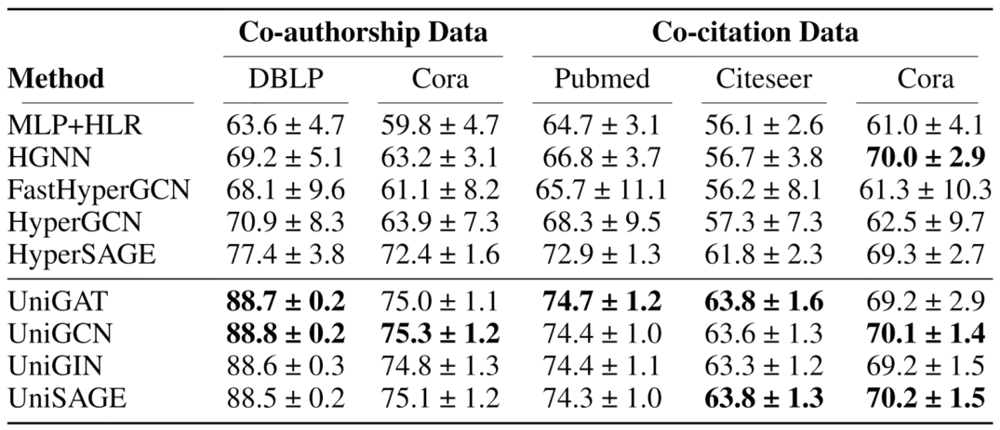 Co-authorship Data Co-citation Data
Method DBLP Cora Pubmed Citeseer Cora
MLP+HLR 63.6 ± 4.7 59.8 ± 4.7 64.7 ± 3.1 56.1 ± 2.6 61.0 ± 4.1
HGNN 69.2 ± 5.1 63.2 ± 3.1 66.8 ± 3.7 56.7 ± 3.8 70.0 ± 2.9
FastHyperGCN 68.1 ± 9.6 61.1 ± 8.2 65.7 ± 11.1 56.2 ± 8.1 61.3 ± 10.3
HyperGCN 70.9 ± 8.3 63.9 ± 7.3 68.3 ± 9.5 57.3 ± 7.3 62.5 ± 9.7
HyperSAGE 77.4 ± 3.8 72.4 ± 1.6 72.9 ± 1.3 61.8 ± 2.3 69.3 ± 2.7
UniGAT 88.7 ± 0.2 75.0 ± 1.1 74.7 ± 1.2 63.8 ± 1.6 69.2 ± 2.9
UniGCN 88.8 ± 0.2 75.3 ± 1.2 74.4 ± 1.0 63.6 ± 1.3 70.1 ± 1.4
UniGIN 88.6 ± 0.3 74.8 ± 1.3 74.4 ± 1.1 63.3 ± 1.2 69.2 ± 1.5
UniSAGE 88.5 ± 0.2 75.1 ± 1.2 74.3 ± 1.0 63.8 ± 1.3 70.2 ± 1.5